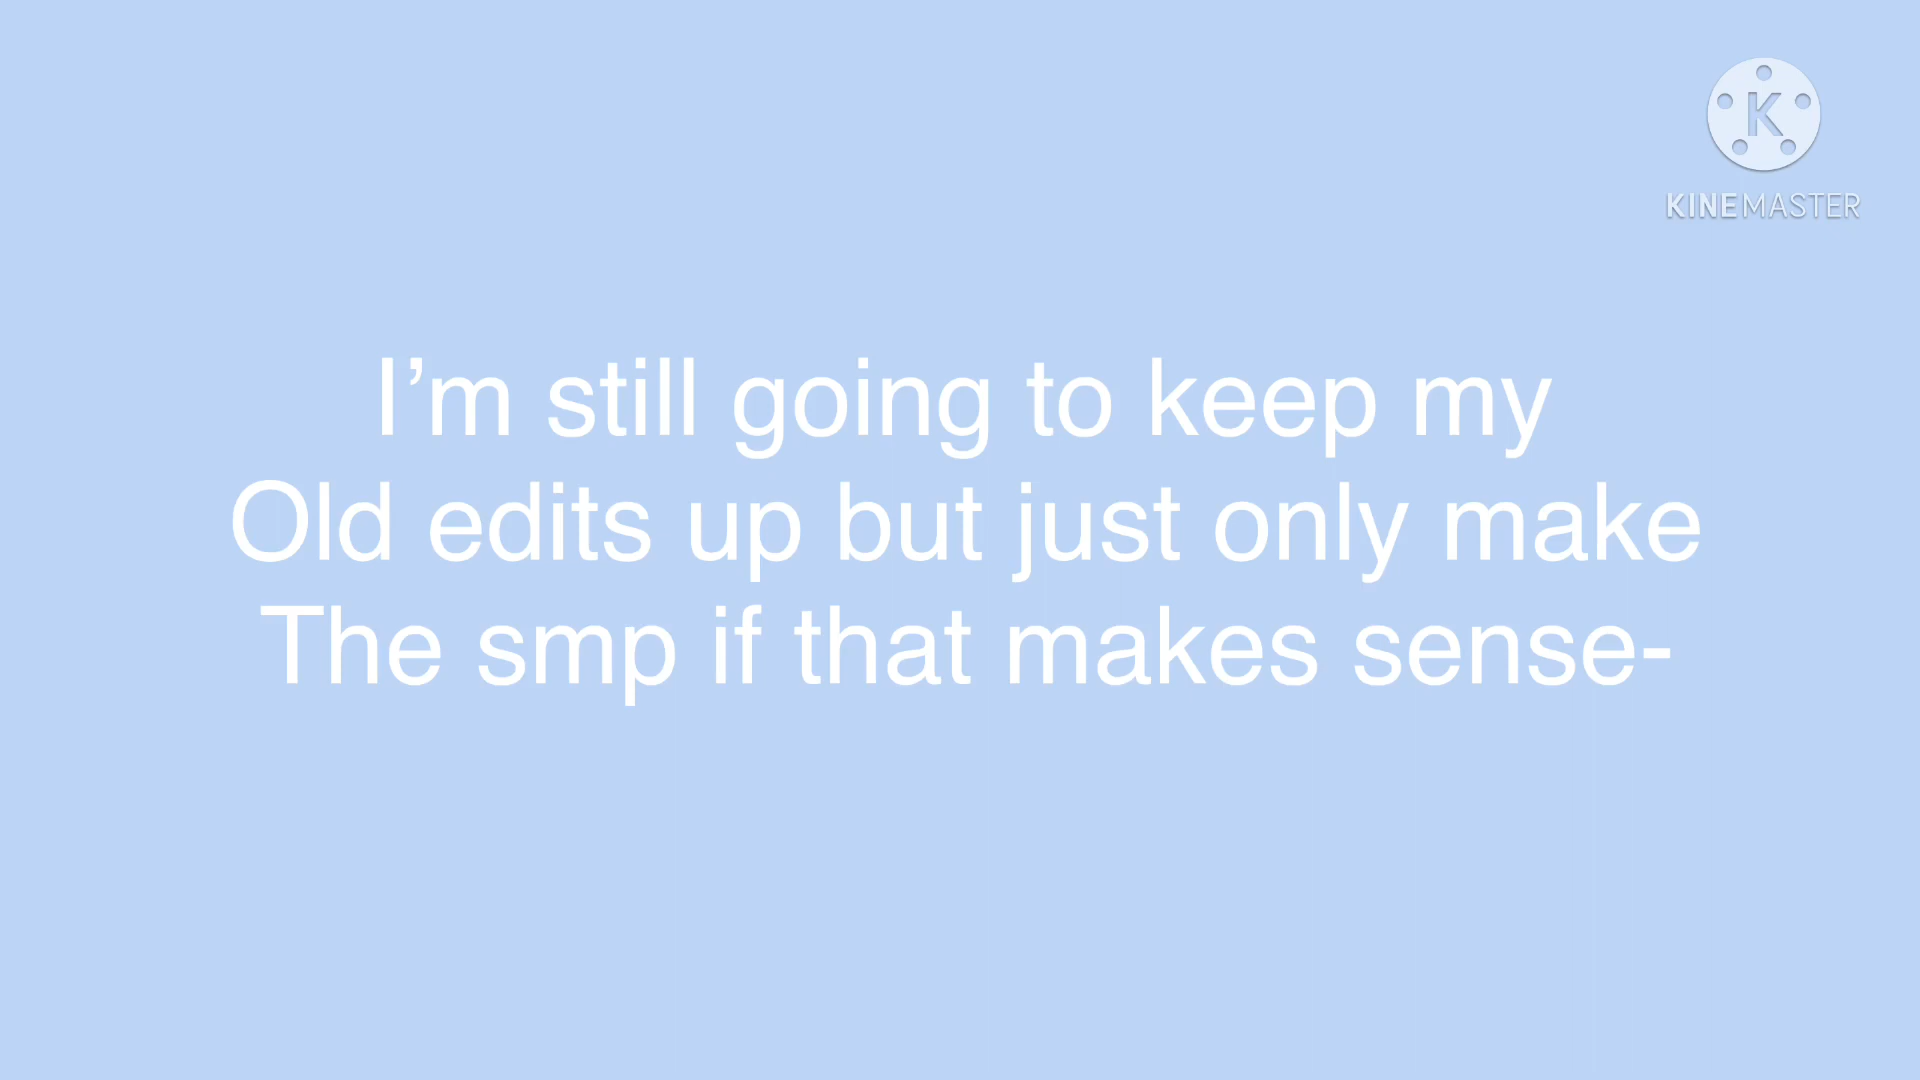 K
KINEMASTER
I’m still going to keep my
Old edits up but just only make
The smp if that makes sense-